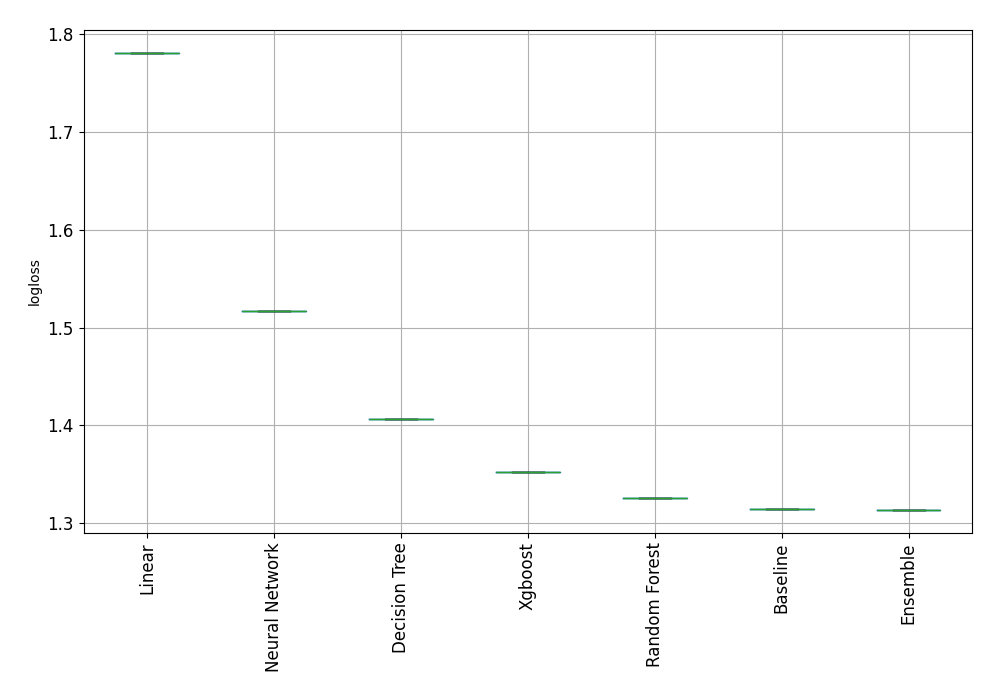 1.8
1.7
1.6
1.5
1.4
1.3
logloss
Linear
Neural Network
Decision Tree
Xgboost
Random Forest
Baseline
Ensemble